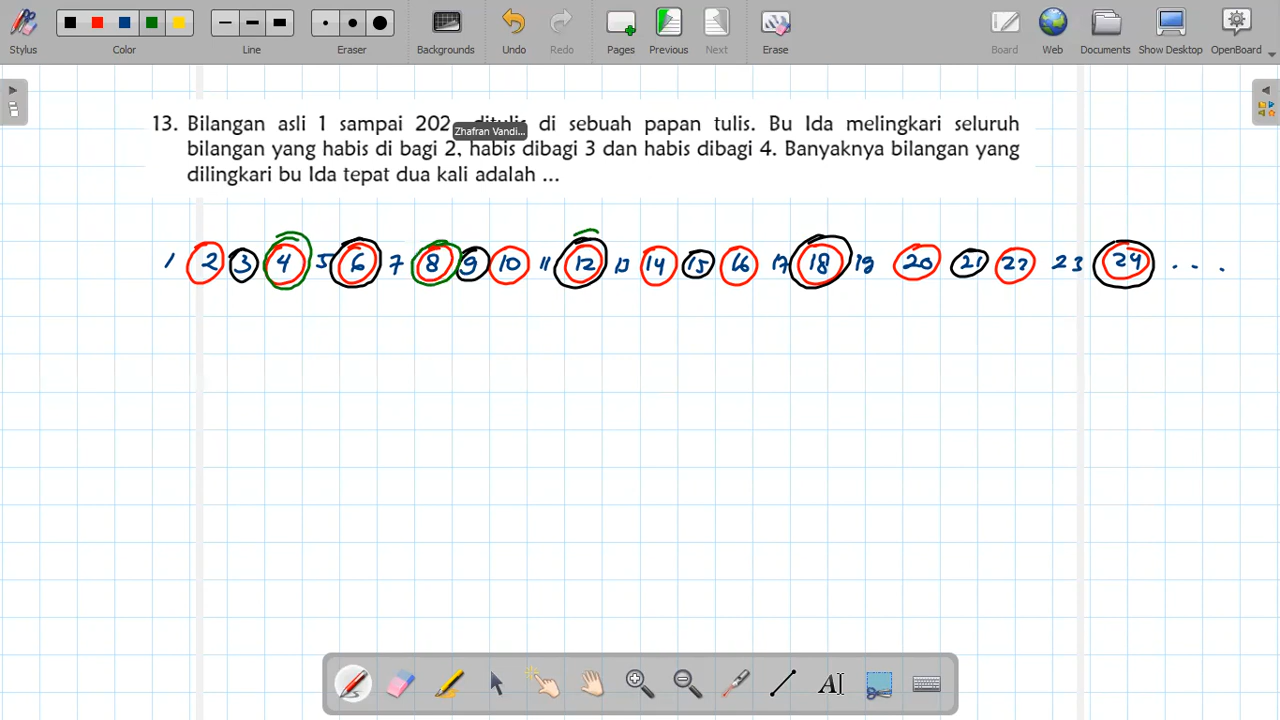 Stylus Color Line Eraser Backgrounds Undo Redo Pages Previous Next Erase Board Web Documents Show Desktop OpenBoard
13. Bilangan asli 1 sampai 202 di sebuah papan tulis. Bu Ida melingkari seluruh
Zhafran Vandi...
bilangan yang habis di bagi 2, habis dibagi 3 dan habis dibagi 4. Banyaknya bilangan yang
dilingkari bu Ida tepat dua kali adalah ...
1 2 3 4 5 6 7 8 9 10 11 12 13 14 15 16 17 18 19 20 21 22 23 24 . . .